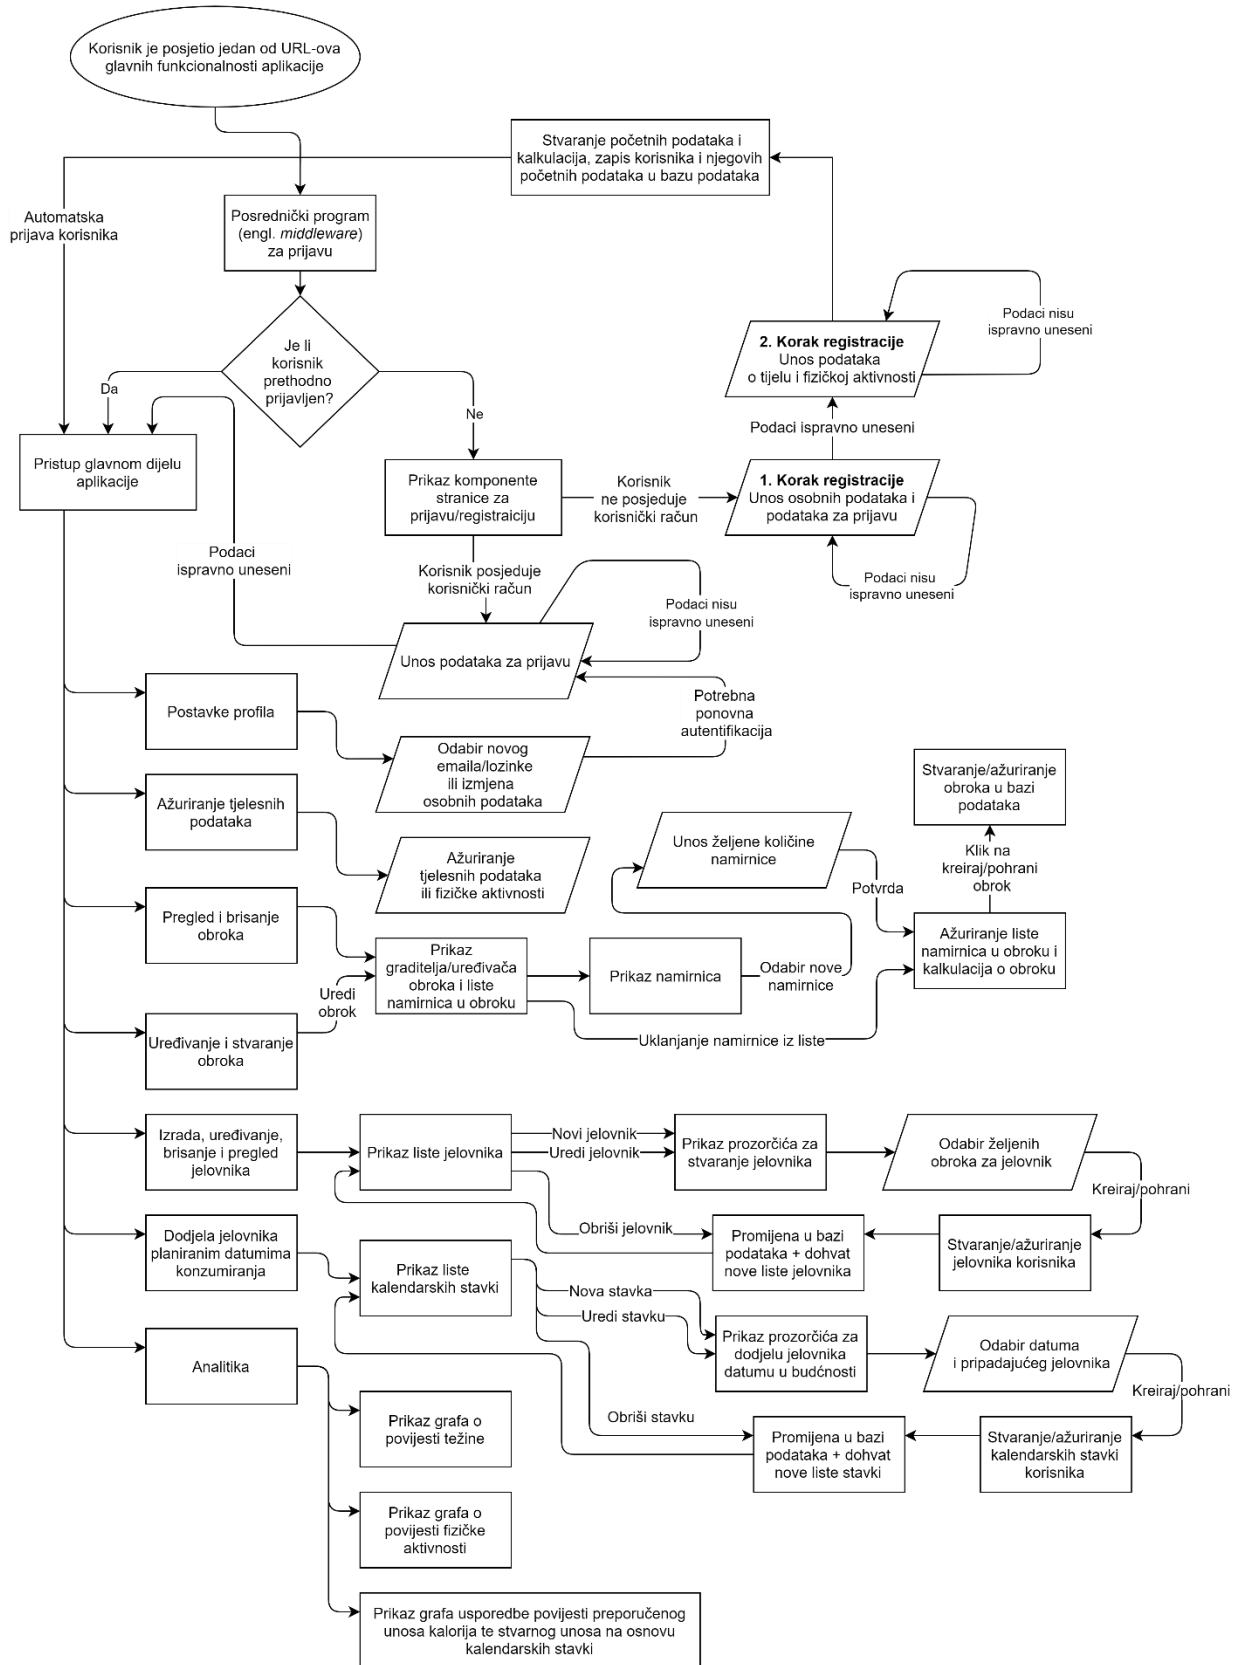 Korisnik je posjetio jedan od URL-ova
glavnih funkcionalnosti aplikacije
Stvaranje početnih podataka i
kalkulacija, zapis korisnika i njegovih
početnih podataka u bazu podataka
Automatska
prijava korisnika
Posrednički program
(engl. middleware)
za prijavu
Je li
korisnik
prethodno
prijavljen?
Da
Ne
2. Korak registracije
Unos podataka
o tijelu i fizičkoj aktivnosti
Podaci nisu
ispravno uneseni
Podaci ispravno uneseni
Pristup glavnom dijelu
aplikacije
Prikaz komponente
stranice za
prijavu/registraiciju
Korisnik
ne posjeduje
korisnički račun
1. Korak registracije
Unos osobnih podataka i
podataka za prijavu
Podaci nisu
ispravno uneseni
Podaci
ispravno uneseni
Korisnik posjeduje
korisnički račun
Podaci nisu
ispravno uneseni
Unos podataka za prijavu
Potrebna
ponovna
autentifikacija
Postavke profila
Odabir novog
emaila/lozinke
ili izmjena
osobnih podataka
Ažuriranje tjelesnih
podataka
Ažuriranje
tjelesnih podataka
ili fizičke aktivnosti
Unos željene količine
namirnice
Stvaranje/ažuriranje
obroka u bazi
podataka
Klik na
kreiraj/pohrani
obrok
Potvrda
Pregled i brisanje
obroka
Prikaz
graditelja/uređivača
obroka i liste
namirnica u obroku
Prikaz namirnica
Odabir nove
namirnice
Ažuriranje liste
namirnica u obroku i
kalkulacija o obroku
Uredi
obrok
Uređivanje i stvaranje
obroka
Uklanjanje namirnice iz liste
Izrada, uređivanje,
brisanje i pregled
jelovnika
Prikaz liste jelovnika
Novi jelovnik
Uredi jelovnik
Prikaz prozorčića za
stvaranje jelovnika
Odabir željenih
obroka za jelovnik
Kreiraj/pohrani
Obriši jelovnik
Promijena u bazi
podataka + dohvat
nove liste jelovnika
Stvaranje/ažuriranje
jelovnika korisnika
Dodjela jelovnika
planiranim datumima
konzumiranja
Prikaz liste
kalendarskih stavki
Nova stavka
Uredi stavku
Prikaz prozorčića za
dodjelu jelovnika
datumu u budćnosti
Odabir datuma
i pripadajućeg jelovnika
Kreiraj/pohrani
Obriši stavku
Promijena u bazi
podataka + dohvat
nove liste stavki
Stvaranje/ažuriranje
kalendarskih stavki
korisnika
Analitika
Prikaz grafa o
povijesti težine
Prikaz grafa o
povijesti fizičke
aktivnosti
Prikaz grafa usporedbe povijesti preporučenog
unosa kalorija te stvarnog unosa na osnovu
kalendarskih stavki